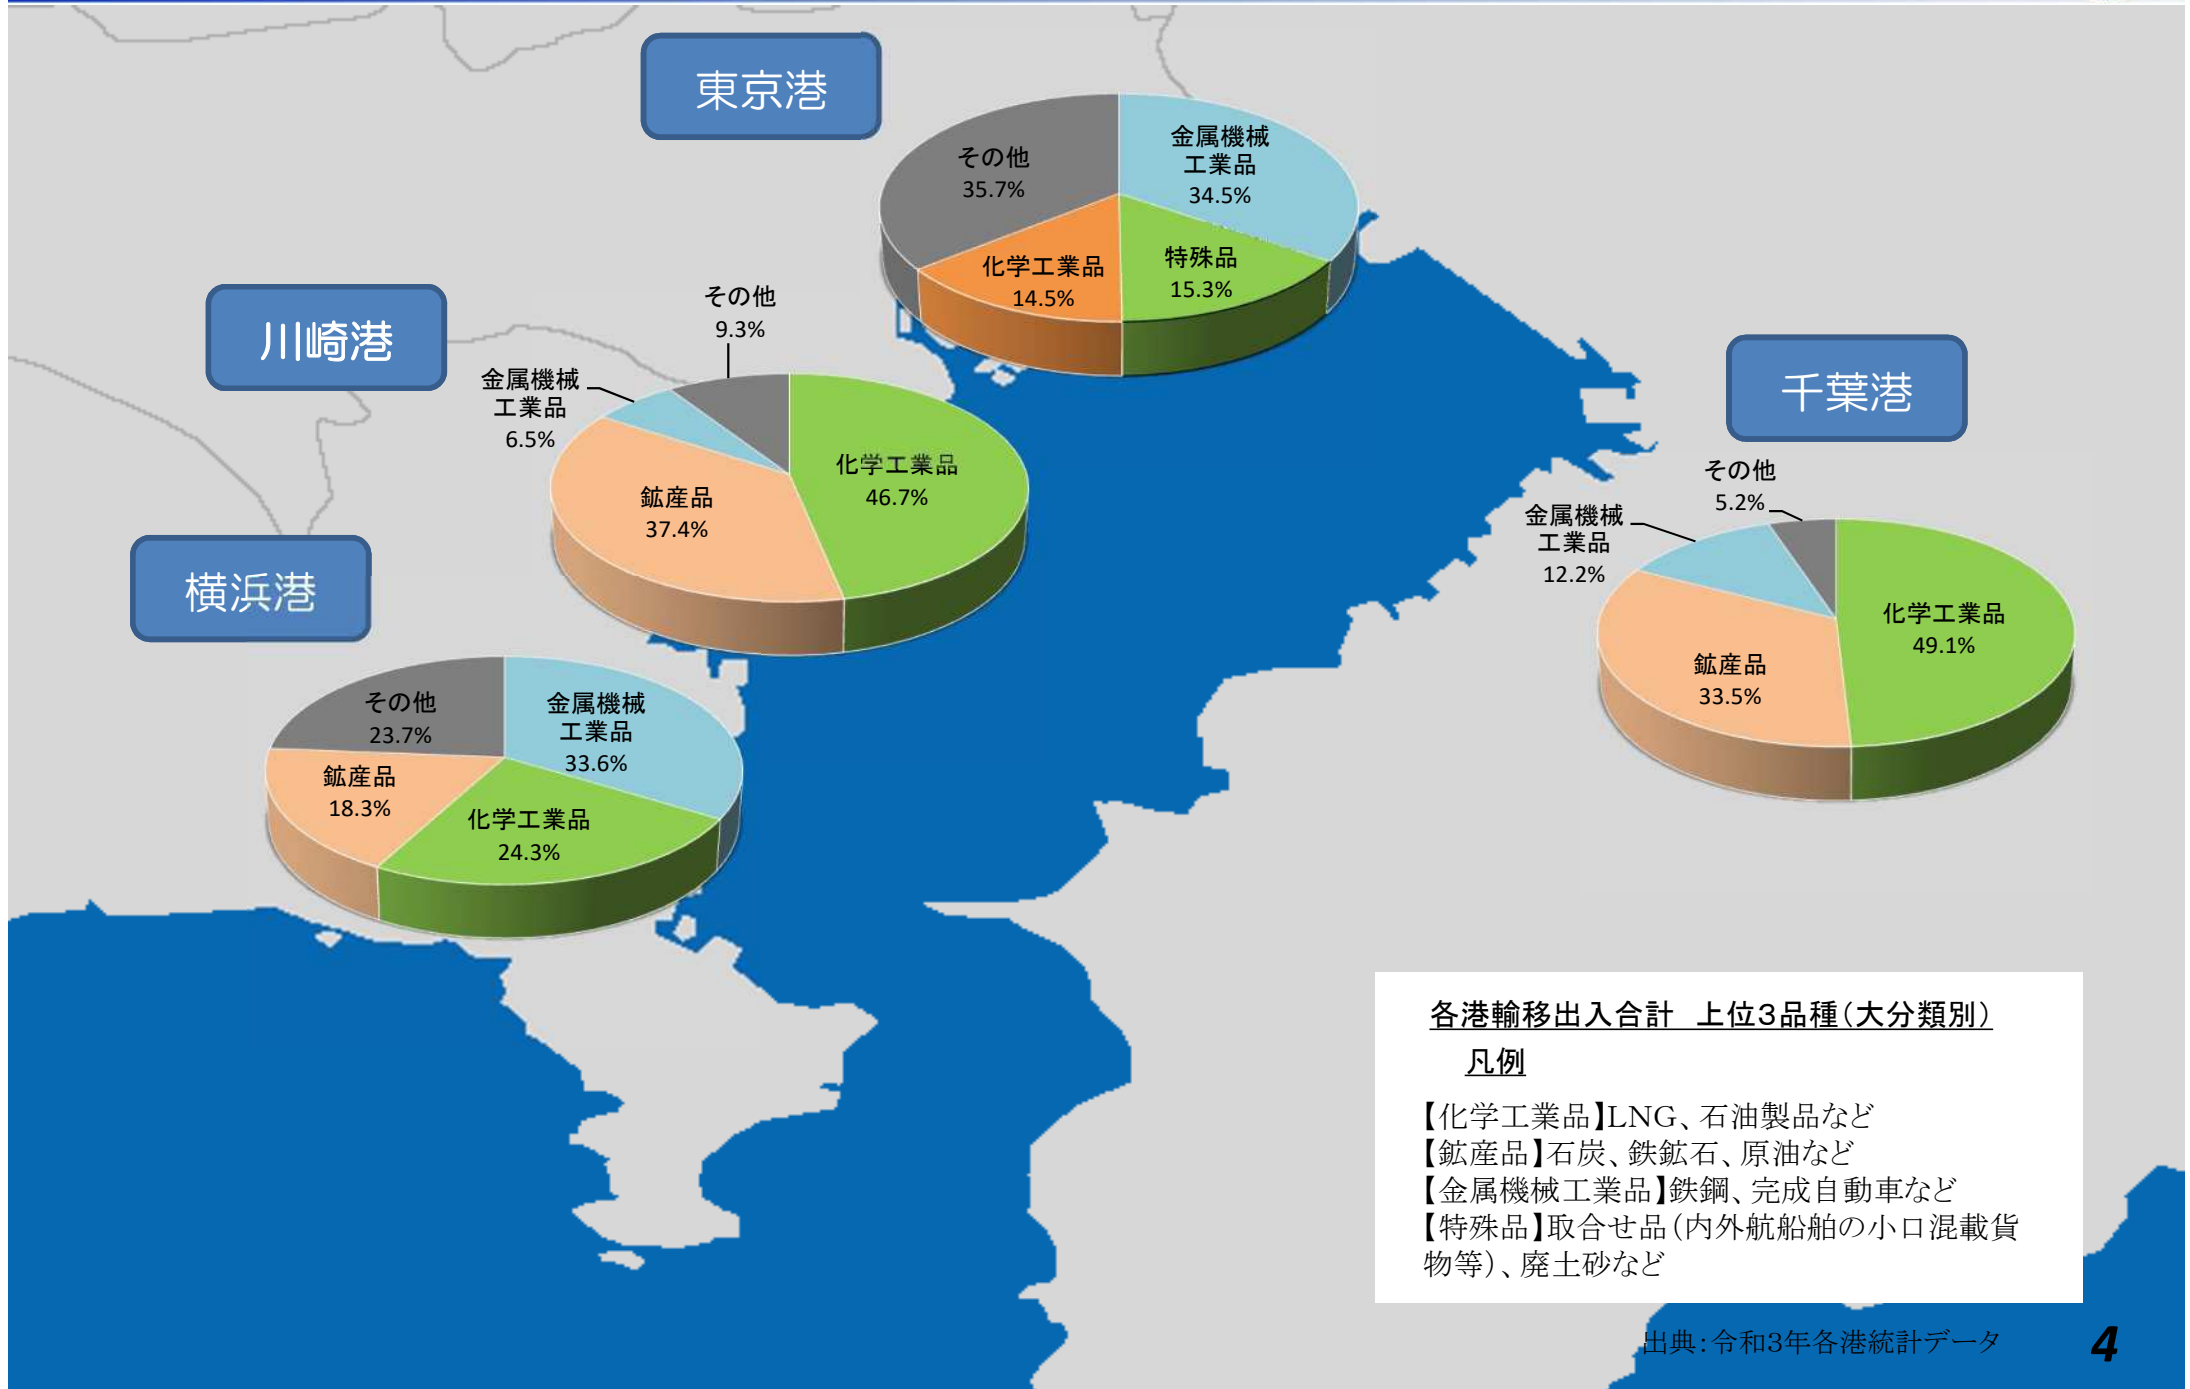 東京港
その他
35.7%
金属機械
工業品
34.5%
化学工業品
14.5%
特殊品
15.3%
川崎港
その他
9.3%
金属機械
工業品
6.5%
鉱産品
37.4%
化学工業品
46.7%
千葉港
その他
5.2%
金属機械
工業品
12.2%
鉱産品
33.5%
化学工業品
49.1%
横浜港
その他
23.7%
金属機械
工業品
33.6%
鉱産品
18.3%
化学工業品
24.3%
各港輸移出入合計　上位3品種(大分類別)
凡例
【化学工業品】LNG、石油製品など
【鉱産品】石炭、鉄鉱石、原油など
【金属機械工業品】鉄鋼、完成自動車など
【特殊品】取合せ品(内外航船舶の小口混載貨
物等)、廃土砂など
出典:令和3年各港統計データ
4